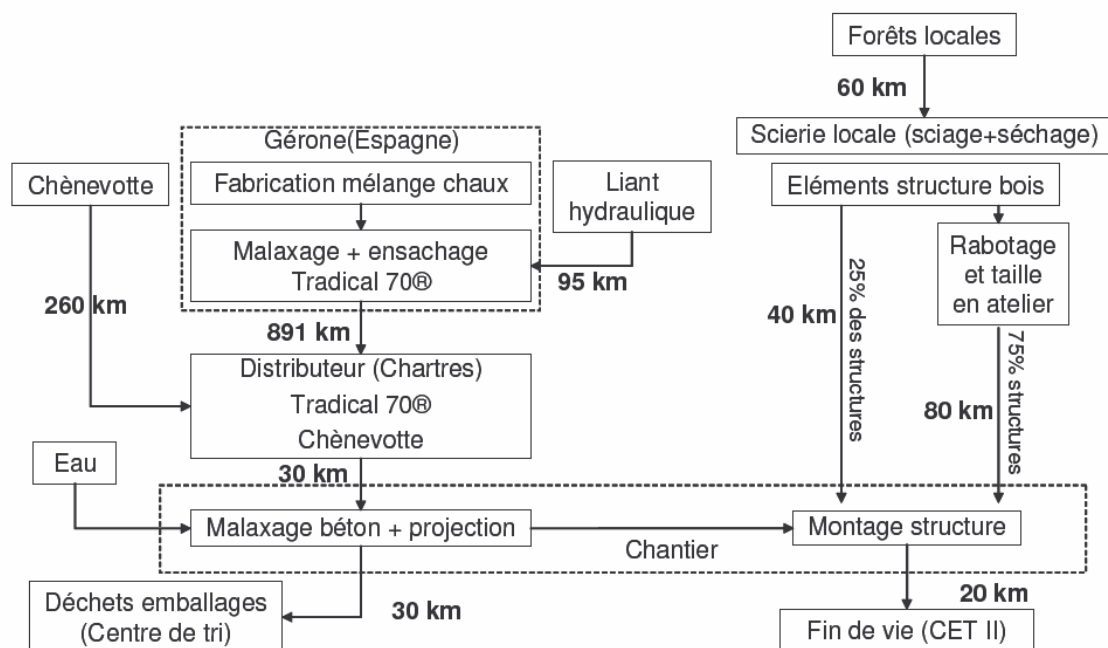 Forêts locales
60 km
Scierie locale (sciage+séchage)
Gérone(Espagne)
Fabrication mélange chaux
Malaxage + ensachage
Tradical 70®
Chènevotte
260 km
Liant
hydraulique
95 km
891 km
Distributeur (Chartres)
Tradical 70®
Chènevotte
30 km
Eau
Malaxage béton + projection
Chantier
Eléments structure bois
Rabotage
et taille
en atelier
40 km
25% des structures
80 km
75% structures
Montage structure
Déchets emballages
(Centre de tri)
30 km
20 km
Fin de vie (CET II)